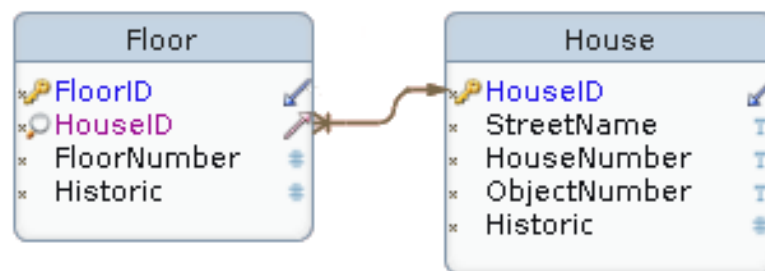 Floor
FloorID
HouseID
FloorNumber
Historic
House
HouseID
StreetName
HouseNumber
ObjectNumber
Historic